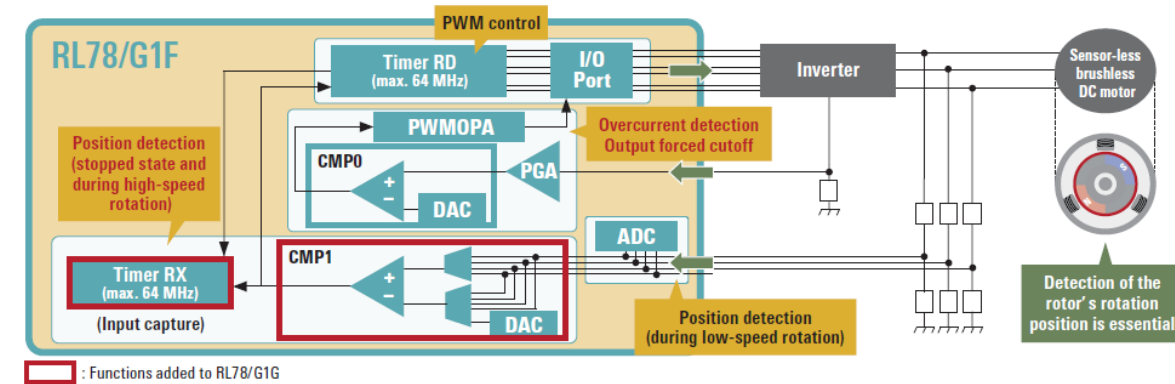 RL78/G1F
PWM control
Timer RD
(max. 64 MHz)
I/O
Port
Inverter
Sensor-less
brushless
DC motor
Position detection
(stopped state and
during high-speed
rotation)
PWMOPA
Overcurrent detection
Output forced cutoff
CMP0
+
−
DAC
PGA
ADC
CMP1
+
−
DAC
Timer RX
(max. 64 MHz)
(Input capture)
Position detection
(during low-speed rotation)
S
N
Detection of the
rotor's rotation
position is essential
: Functions added to RL78/G1G